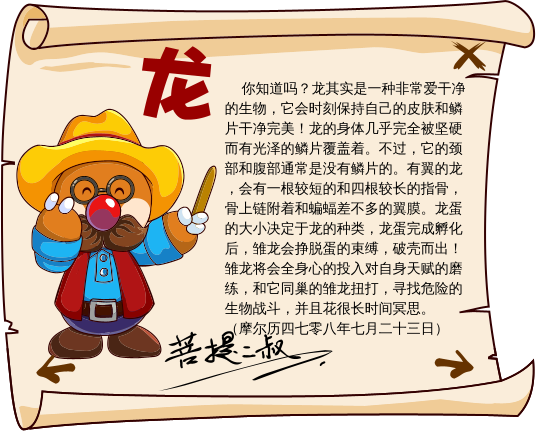 龙
你知道吗？龙其实是一种非常爱干净
的生物，它会时刻保持自己的皮肤和鳞
片干净完美！龙的身体几乎完全被坚硬
而有光泽的鳞片覆盖着。不过，它的颈
部和腹部通常是没有鳞片的。有翼的龙
，会有一根较短的和四根较长的指骨，
骨上链附着和蝙蝠差不多的翼膜。龙蛋
的大小决定于龙的种类，龙蛋完成孵化
后，雏龙会挣脱蛋的束缚，破壳而出！
雏龙将会全身心的投入对自身天赋的磨
练，和它同巢的雏龙扭打，寻找危险的
生物战斗，并且花很长时间冥思。
（摩尔历四七零八年七月二十三日）
菩提二叔